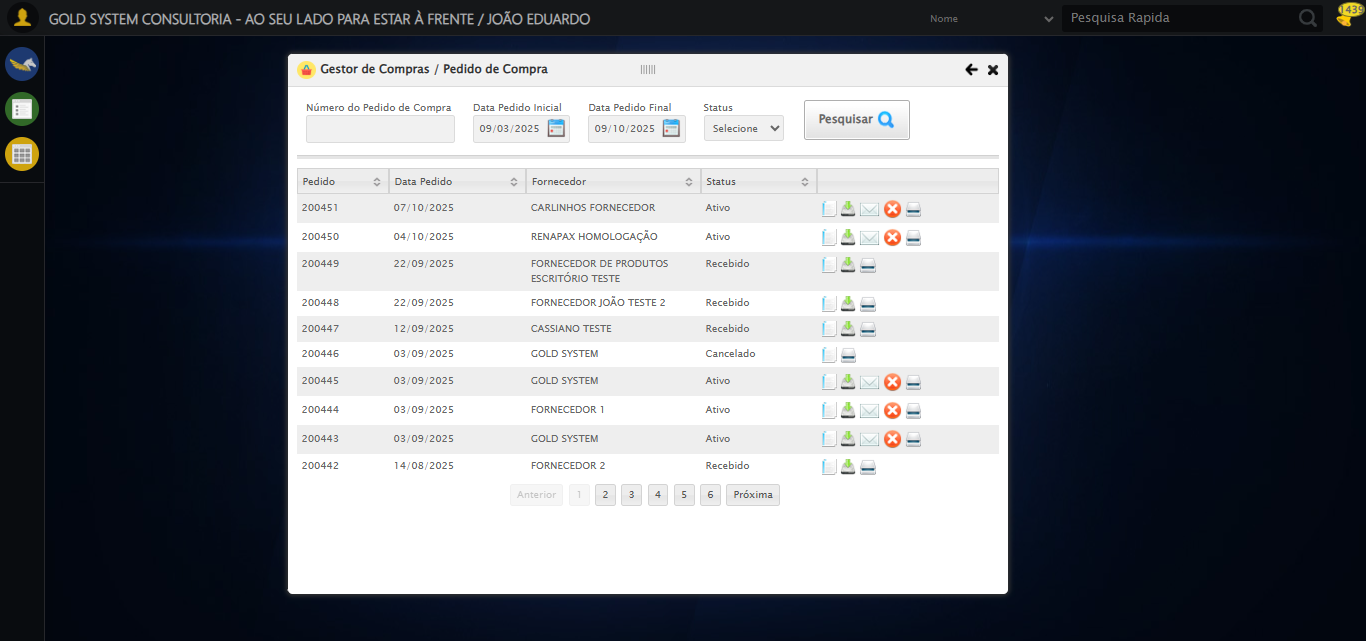 GOLD SYSTEM CONSULTORIA - AO SEU LADO PARA ESTAR À FRENTE / JOÃO EDUARDO
Nome
Pesquisa Rapida
1439
Gestor de Compras / Pedido de Compra
Número do Pedido de Compra
Data Pedido Inicial
Data Pedido Final
Status
09/03/2025
09/10/2025
Selecione
Pesquisar
Pedido Data Pedido Fornecedor Status
200451 07/10/2025 CARLINHOS FORNECEDOR Ativo
200450 04/10/2025 RENAPAX HOMOLOGAÇÃO Ativo
200449 22/09/2025 FORNECEDOR DE PRODUTOS Recebido
ESCRITÓRIO TESTE
200448 22/09/2025 FORNECEDOR JOÃO TESTE 2 Recebido
200447 12/09/2025 CASSIANO TESTE Recebido
200446 03/09/2025 GOLD SYSTEM Cancelado
200445 03/09/2025 GOLD SYSTEM Ativo
200444 03/09/2025 FORNECEDOR 1 Ativo
200443 03/09/2025 GOLD SYSTEM Ativo
200442 14/08/2025 FORNECEDOR 2 Recebido
Anterior 1 2 3 4 5 6 Próxima